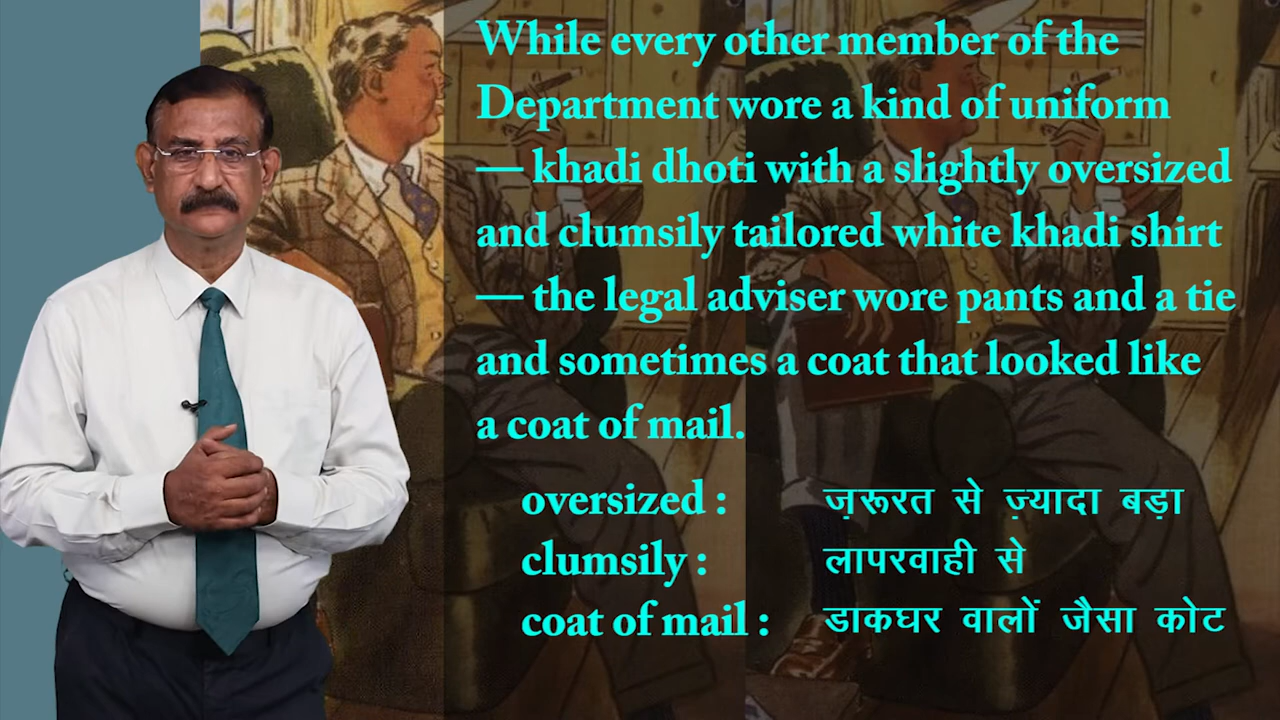 While every other member of the
Department wore a kind of uniform
— khadi dhoti with a slightly oversized
and clumsily tailored white khadi shirt
— the legal adviser wore pants and a tie
and sometimes a coat that looked like
a coat of mail.
oversized : ज़रूरत से ज़्यादा बड़ा
clumsily : लापरवाही से
coat of mail : डाकघर वालों जैसा कोट